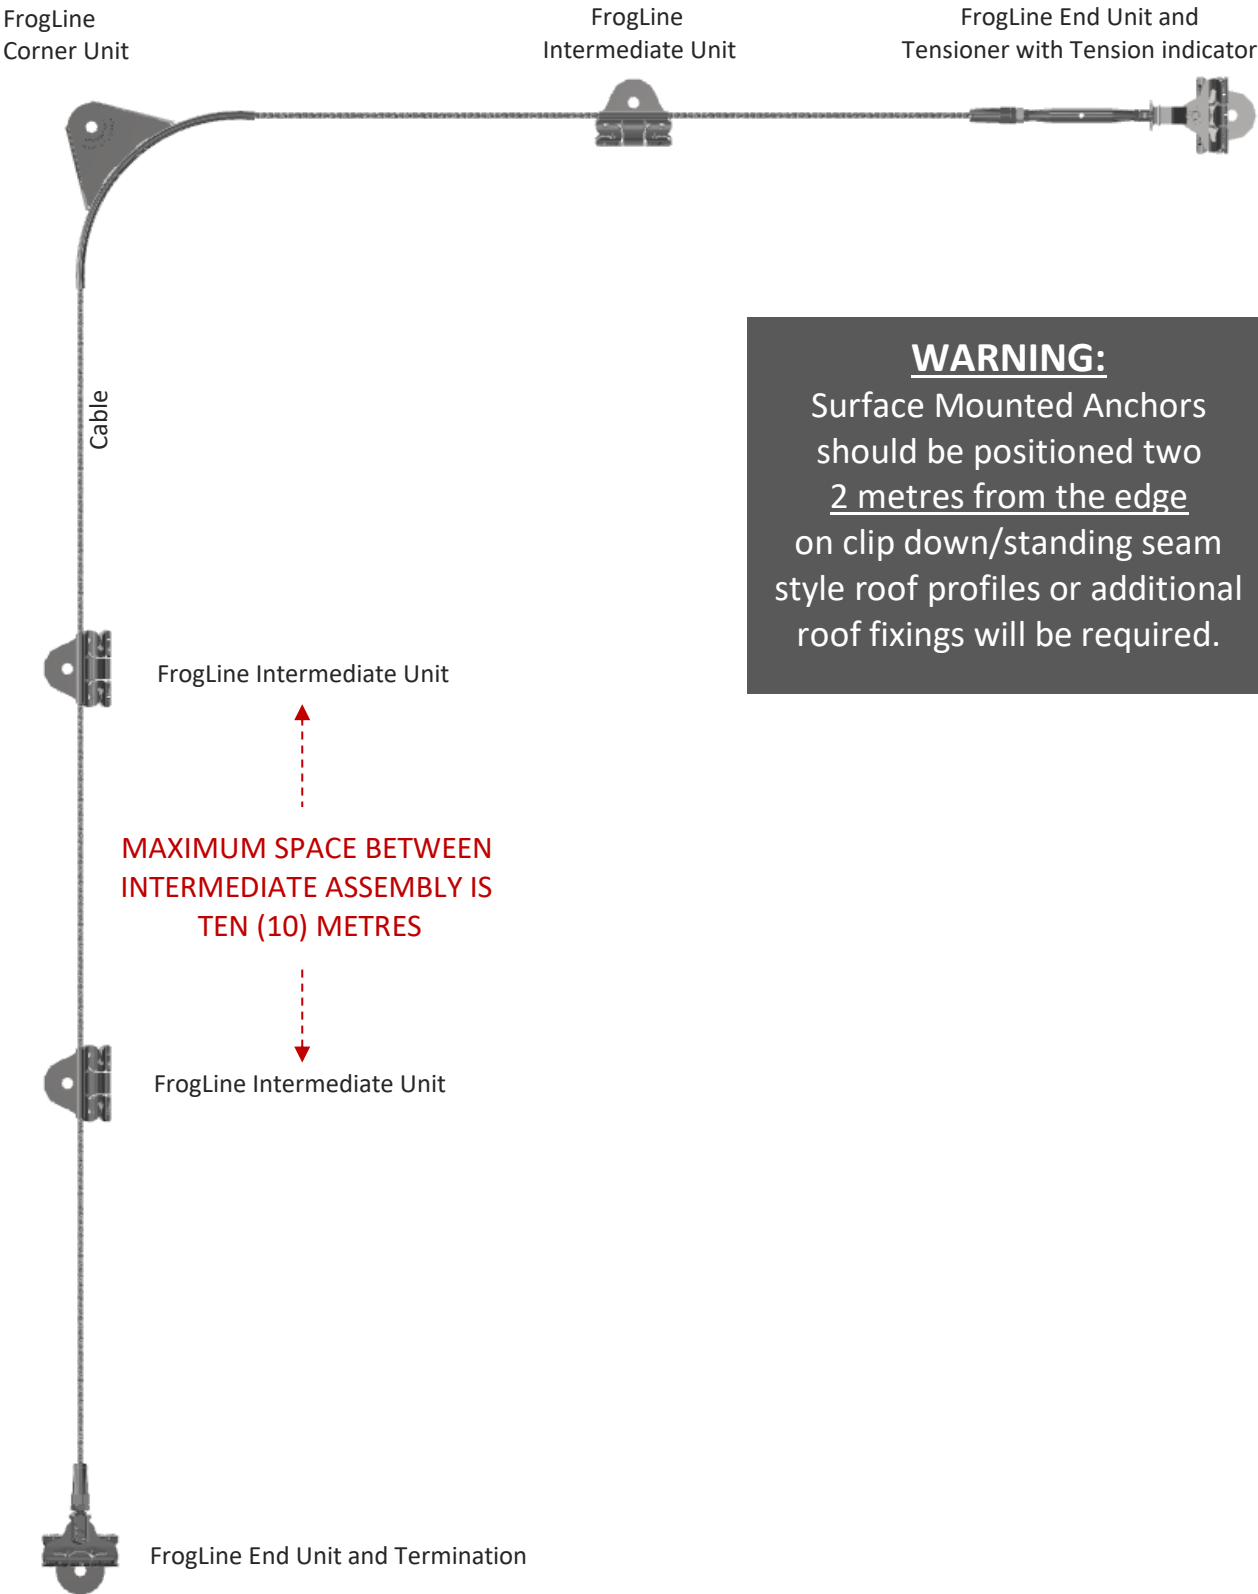 FrogLine
Corner Unit
FrogLine
Intermediate Unit
FrogLine End Unit and
Tensioner with Tension indicator
Cable
WARNING:
Surface Mounted Anchors
should be positioned two
2 metres from the edge
on clip down/standing seam
style roof profiles or additional
roof fixings will be required.
FrogLine Intermediate Unit
MAXIMUM SPACE BETWEEN
INTERMEDIATE ASSEMBLY IS
TEN (10) METRES
FrogLine Intermediate Unit
FrogLine End Unit and Termination